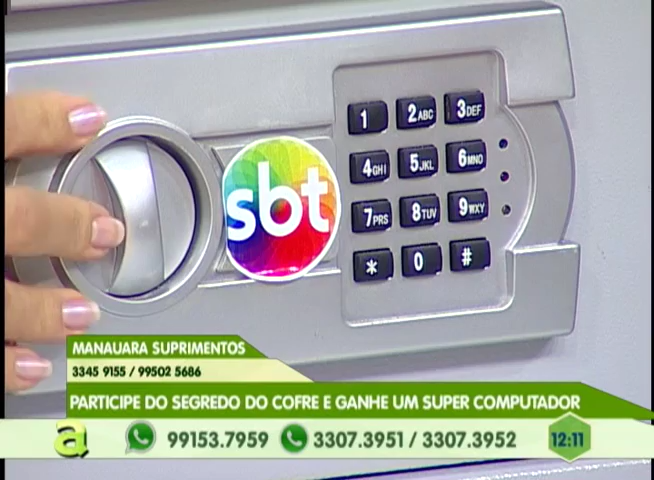 1 2ABC 3DEF
4GHI 5JKL 6MNO
sbt
7PRS 8TUV 9WXY
* 0 #
MANAUARA SUPRIMENTOS
3345 9155 / 99502 5686
PARTICIPE DO SEGREDO DO COFRE E GANHE UM SUPER COMPUTADOR
a 99153.7959 3307.3951 / 3307.3952 12:11